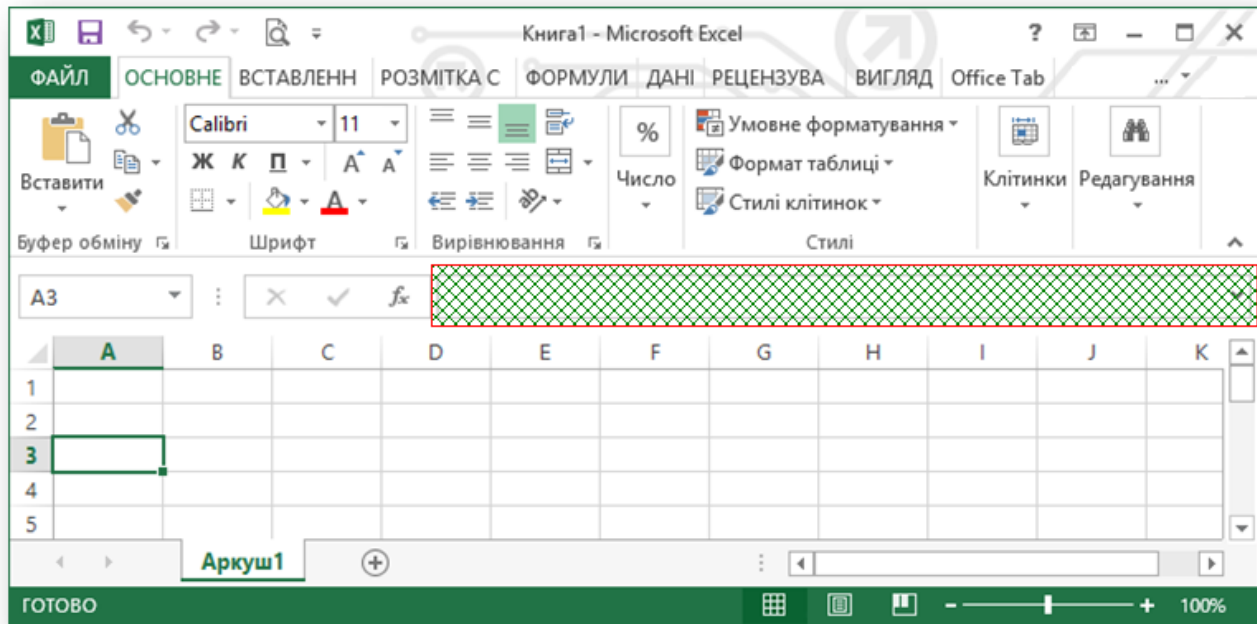 Книга1 - Microsoft Excel ?
ФАЙЛ ОСНОВНЕ ВСТАВЛЕНН РОЗМІТКА С ФОРМУЛИ ДАНІ РЕЦЕНЗУВА ВИГЛЯД Office Tab ...
Calibri 11 % Умовне форматування
Ж К П А А Формат таблиці
Вставити Число Клітинки Редагування
А Стилі клітинок
Буфер обміну Шрифт Вирівнювання Стилі
A3 fx
A B C D E F G H I J K
1
2
3
4
5
Аркуш1
ГОТОВО 100%